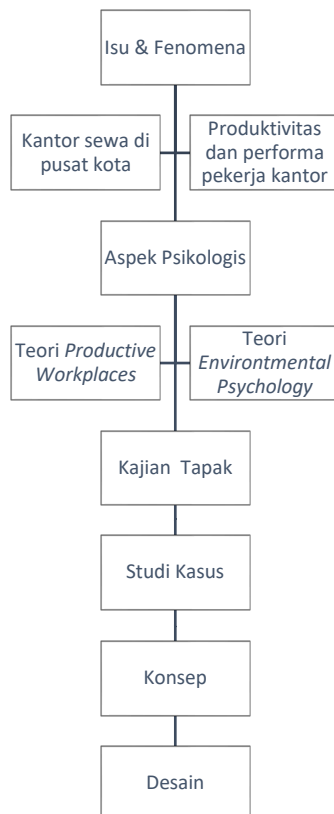 Isu & Fenomena
Kantor sewa di
pusat kota
Produktivitas
dan performa
pekerja kantor
Aspek Psikologis
Teori Productive
Workplaces
Teori
Environtmental
Psychology
Kajian Tapak
Studi Kasus
Konsep
Desain